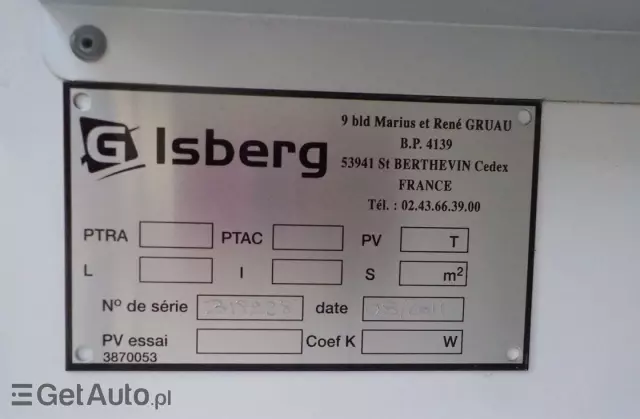 G Isberg
9 bld Marius et René GRUAU
B.P. 4139
53941 St BERTHEVIN Cedex
FRANCE
Tél. : 02.43.66.39.00
PTRA PTAC PV T
L I S m²
Nº de série date
PV essai Coef K W
3870053
GetAuto.pl